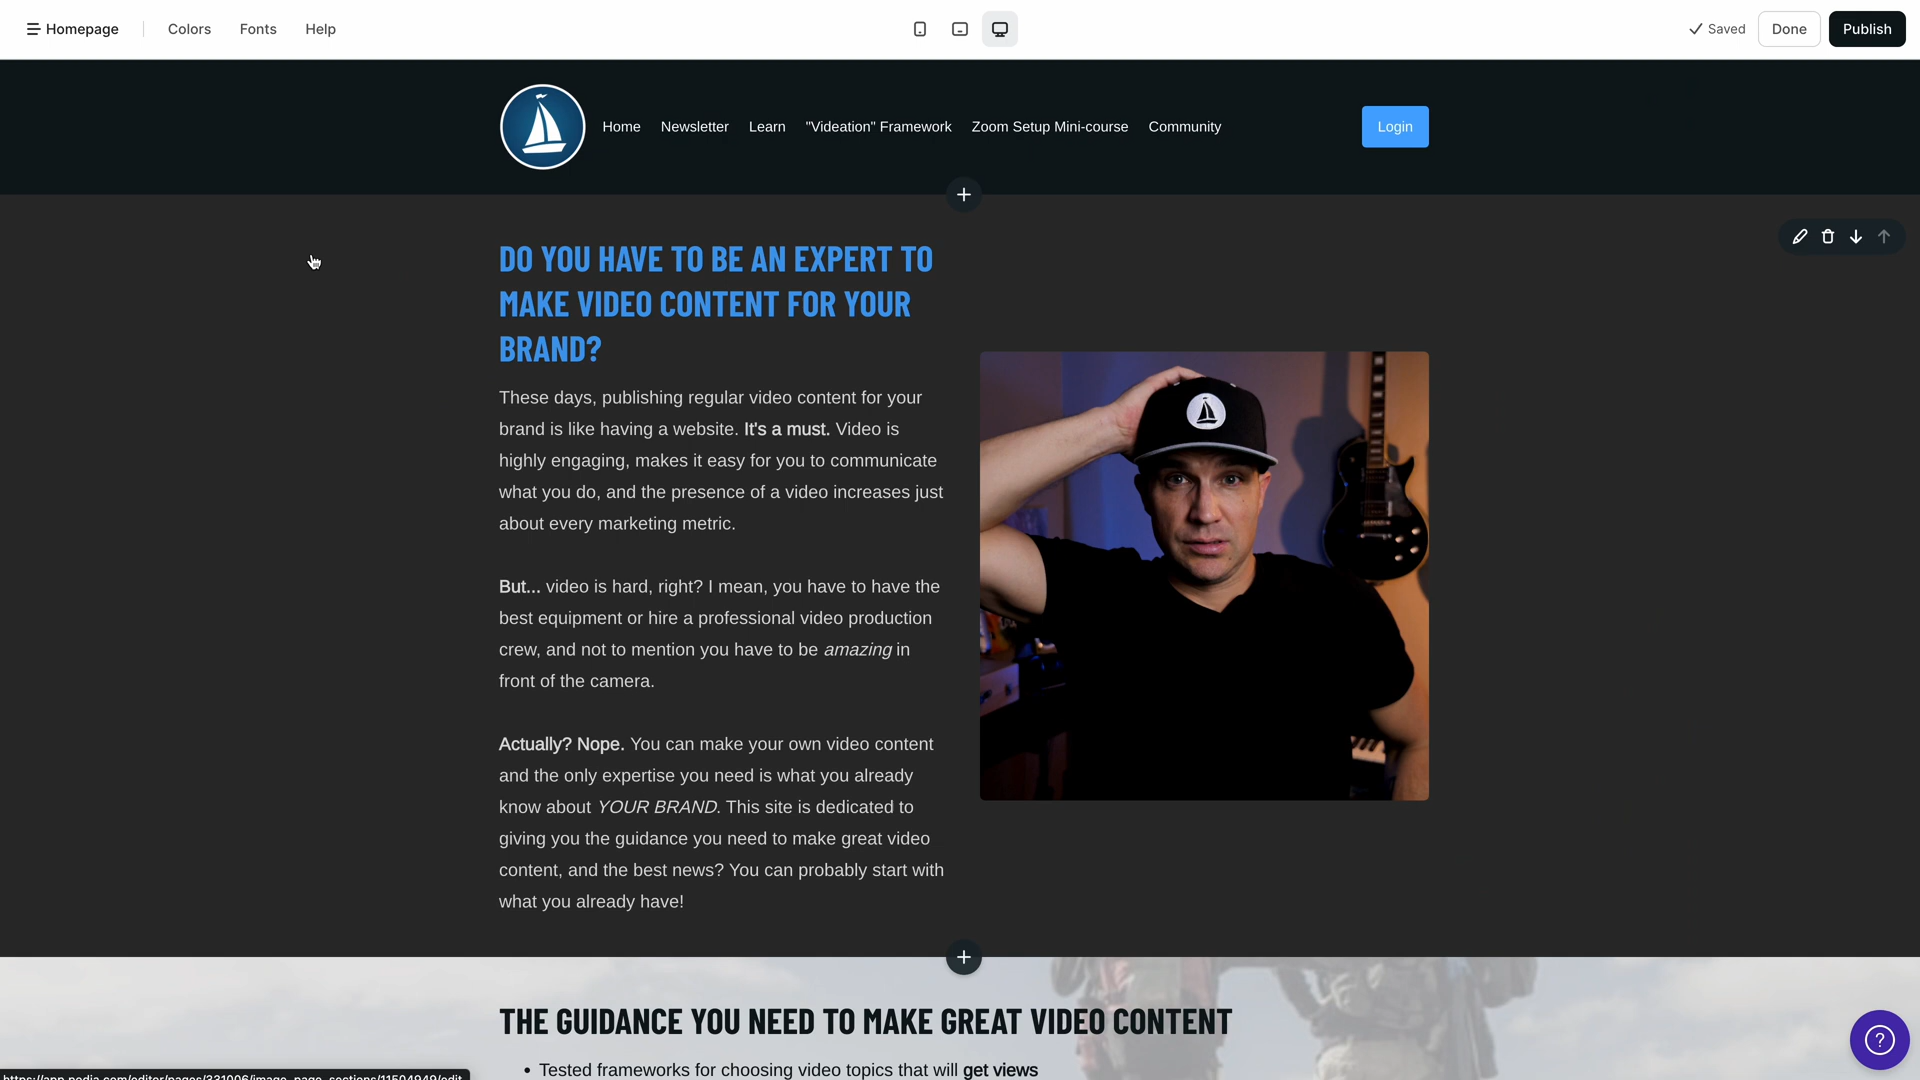 Homepage
Colors
Fonts
Help
Saved
Done
Publish
Home
Newsletter
Learn
"Videation" Framework
Zoom Setup Mini-course
Community
Login
DO YOU HAVE TO BE AN EXPERT TO
MAKE VIDEO CONTENT FOR YOUR
BRAND?
These days, publishing regular video content for your
brand is like having a website. It's a must. Video is
highly engaging, makes it easy for you to communicate
what you do, and the presence of a video increases just
about every marketing metric.
But... video is hard, right? I mean, you have to have the
best equipment or hire a professional video production
crew, and not to mention you have to be amazing in
front of the camera.
Actually? Nope. You can make your own video content
and the only expertise you need is what you already
know about YOUR BRAND. This site is dedicated to
giving you the guidance you need to make great video
content, and the best news? You can probably start with
what you already have!
THE GUIDANCE YOU NEED TO MAKE GREAT VIDEO CONTENT
• Tested frameworks for choosing video topics that will get views